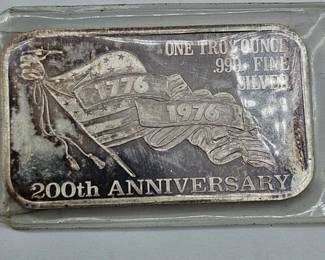 ONE TROY OUNCE
.999 FINE
SILVER
1776
1976
200th ANNIVERSARY